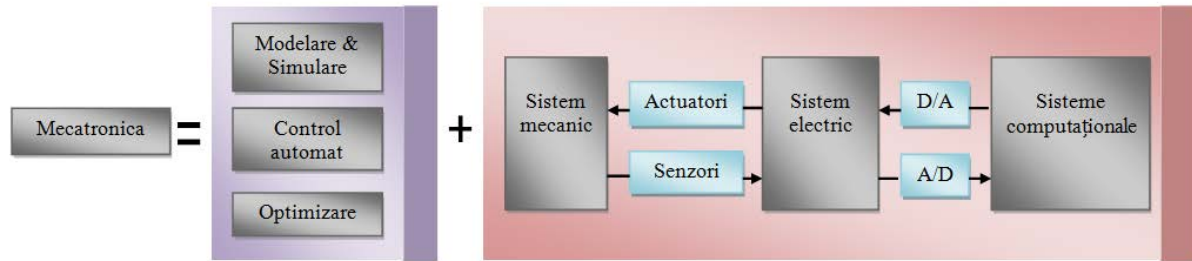 Mecatronica
=
Modelare &
Simulare
Control
automat
Optimizare
+
Sistem
mecanic
Actuatori
Senzori
Sistem
electric
D/A
A/D
Sisteme
computaționale